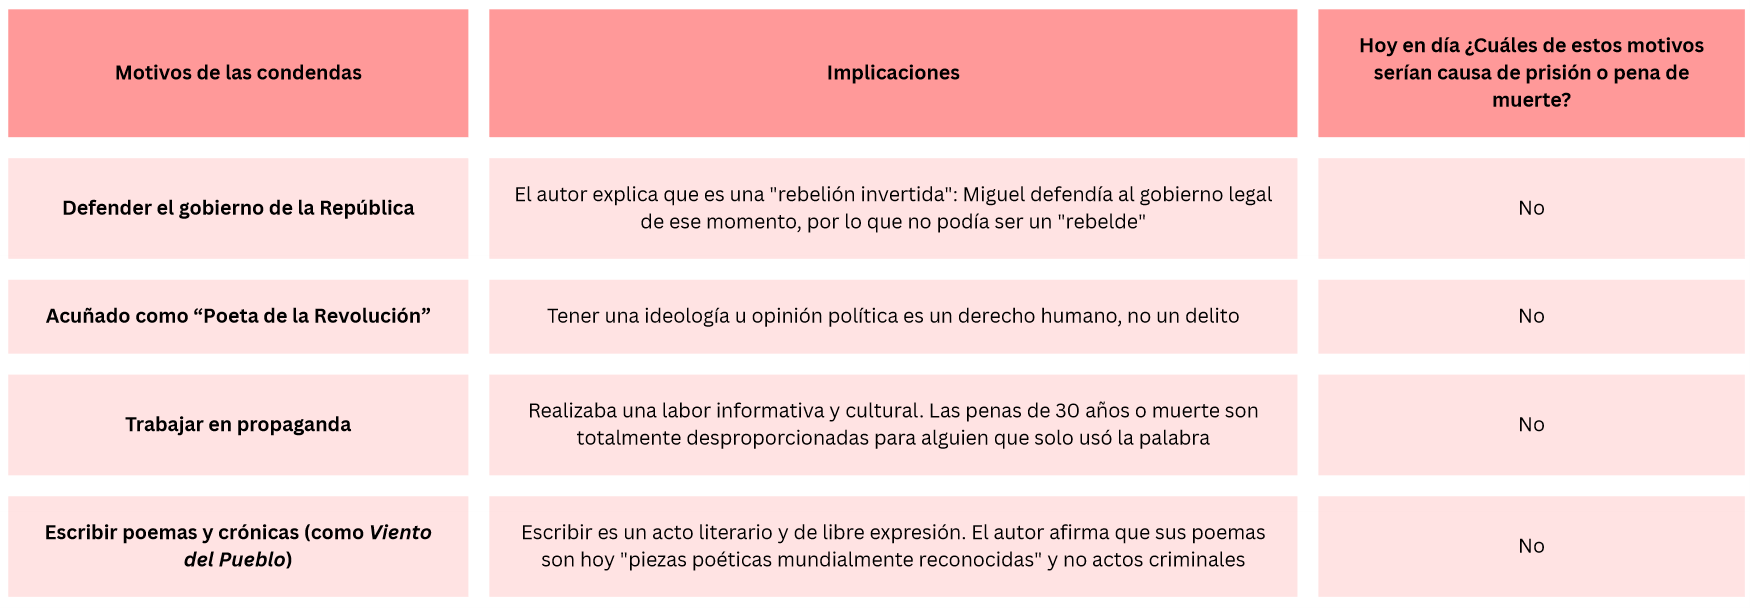 Motivos de las condendas
Implicaciones
Hoy en día ¿Cuáles de estos motivos
serían causa de prisión o pena de
muerte?
Defender el gobierno de la República
El autor explica que es una "rebelión invertida": Miguel defendía al gobierno legal
de ese momento, por lo que no podía ser un "rebelde"
No
Acuñado como “Poeta de la Revolución”
Tener una ideología u opinión política es un derecho humano, no un delito
No
Trabajar en propaganda
Realizaba una labor informativa y cultural. Las penas de 30 años o muerte son
totalmente desproporcionadas para alguien que solo usó la palabra
No
Escribir poemas y crónicas (como Viento
del Pueblo)
Escribir es un acto literario y de libre expresión. El autor afirma que sus poemas
son hoy "piezas poéticas mundialmente reconocidas" y no actos criminales
No